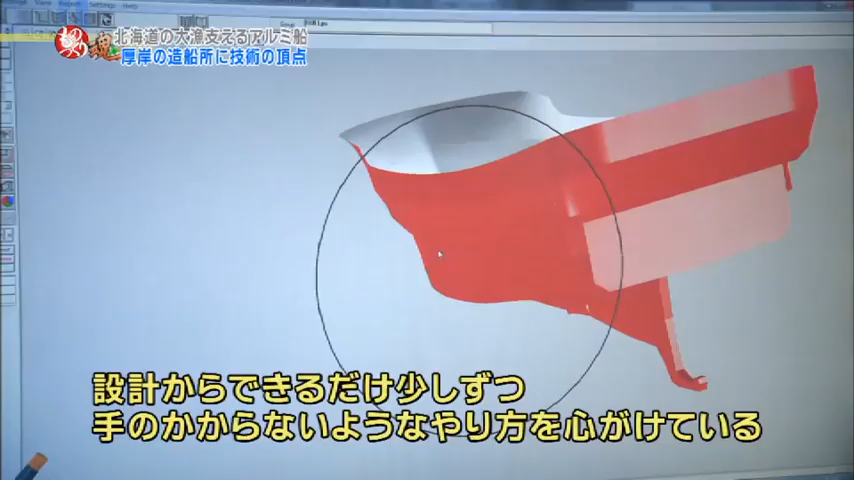 北海道の大漁支えるアルミ船
厚岸の造船所に技術の頂点
設計からできるだけ少しずつ
手のかからないようなやり方を心がけている